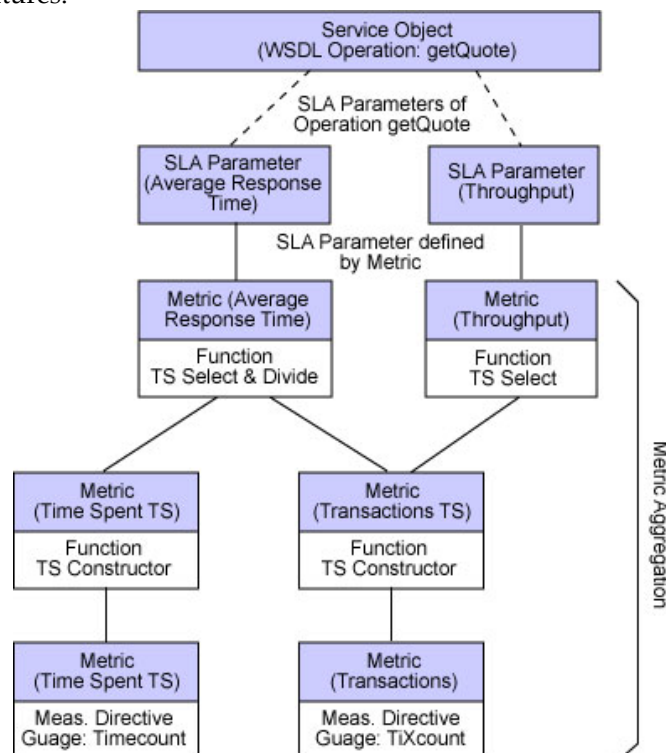 tures.
Service Object
(WSDL Operation: getQuote)
SLA Parameters of
Operation getQuote
SLA Parameter
(Average Response
Time)
SLA Parameter
(Throughput)
SLA Parameter defined
by Metric
Metric (Average
Response Time)
Function
TS Select & Divide
Metric
(Throughput)
Function
TS Select
Metric Aggregation
Metric
(Time Spent TS)
Function
TS Constructor
Metric
(Transactions TS)
Function
TS Constructor
Metric
(Time Spent TS)
Meas. Directive
Guage: Timecount
Metric
(Transactions)
Meas. Directive
Guage: TiXcount